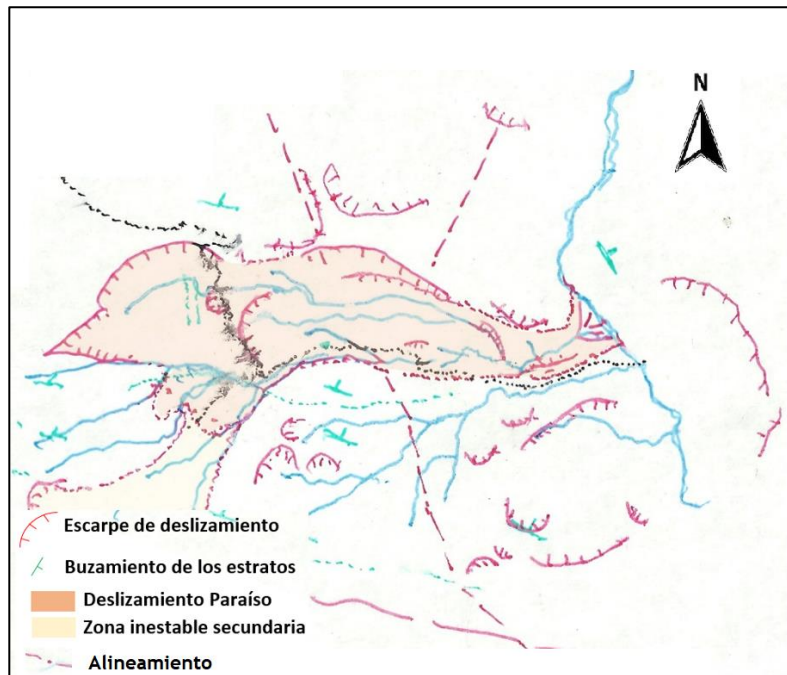 N
Escarpe de deslizamiento
Buzamiento de los estratos
Deslizamiento Paraíso
Zona inestable secundaria
Alineamiento